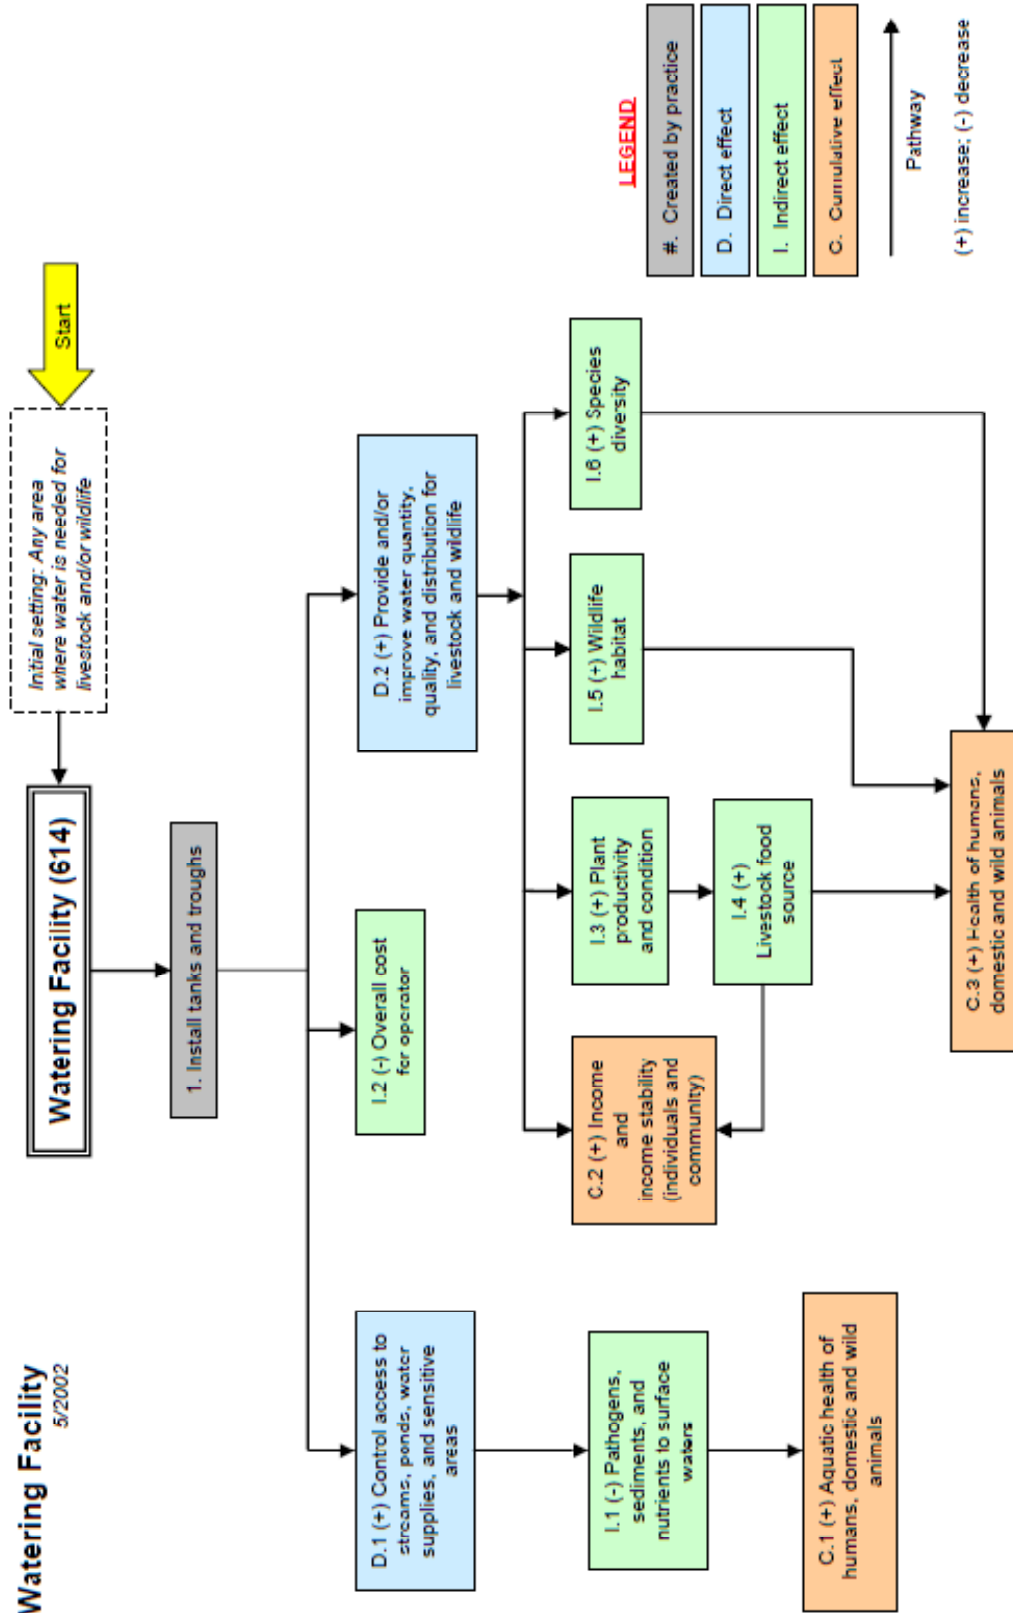 Watering Facility
5/2002
Start
Initial setting: Any area
where water is needed for
livestock and/or wildlife
Watering Facility (614)
1. Install tanks and troughs
D.1 (+) Control access to
streams, ponds, water
supplies, and sensitive
areas
I.2 (-) Overall cost
for operator
D.2 (+) Provide and/or
improve water quantity,
quality, and distribution for
livestock and wildlife
I.1 (-) Pathogens,
sediments, and
nutrients to surface
waters
C.2 (+) Income
and
income stability
(individuals and
community)
I.3 (+) Plant
productivity
and condition
I.5 (+) Wildlife
habitat
I.6 (+) Species
diversity
I.4 (+)
Livestock food
source
C.1 (+) Aquatic health of
humans, domestic and wild
animals
C.3 (+) Health of humans,
domestic and wild animals
LEGEND
#. Created by practice
D. Direct effect
I. Indirect effect
C. Cumulative effect
Pathway
(+) increase; (-) decrease